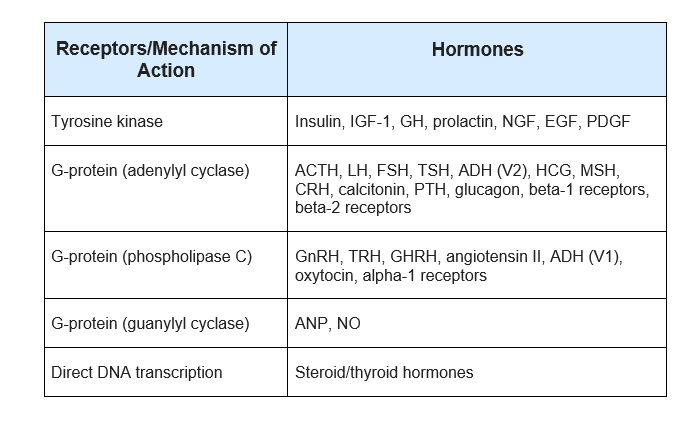 Receptors/Mechanism of
Action
Hormones
Tyrosine kinase
Insulin, IGF-1, GH, prolactin, NGF, EGF, PDGF
G-protein (adenylyl cyclase)
ACTH, LH, FSH, TSH, ADH (V2), HCG, MSH,
CRH, calcitonin, PTH, glucagon, beta-1 receptors,
beta-2 receptors
G-protein (phospholipase C)
GnRH, TRH, GHRH, angiotensin II, ADH (V1),
oxytocin, alpha-1 receptors
G-protein (guanylyl cyclase)
ANP, NO
Direct DNA transcription
Steroid/thyroid hormones